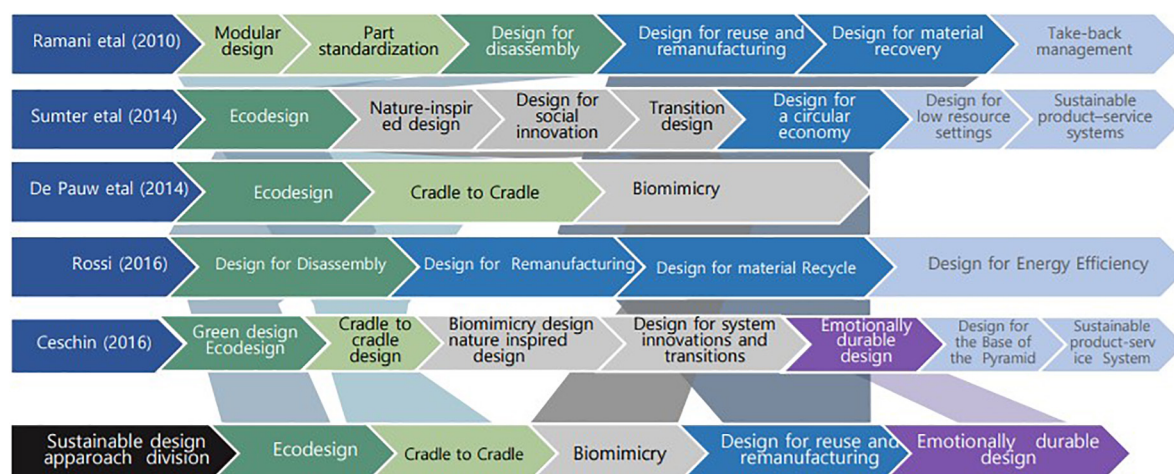 Ramani etal (2010)
Modular
design
Part
standardization
Design for
disassembly
Design for reuse and
remanufacturing
Design for material
recovery
Take-back
management
Sumter etal (2014)
Ecodesign
Nature-inspir
ed design
Design for
social
innovation
Transition
design
Design for
a circular
economy
Design for
low resource
settings
Sustainable
product–service
systems
De Pauw etal (2014)
Ecodesign
Cradle to Cradle
Biomimicry
Rossi (2016)
Design for Disassembly
Design for Remanufacturing
Design for material Recycle
Design for Energy Efficiency
Ceschin (2016)
Green design
Ecodesign
Cradle to
cradle
design
Biomimicry design
nature inspired
design
Design for system
innovations and
transitions
Emotionally
durable
design
Design for
the Base of
the Pyramid
Sustainable
product-serv
ice System
Sustainable design
apparoach division
Ecodesign
Cradle to Cradle
Biomimicry
Design for reuse and
remanufacturing
Emotionally durable
design